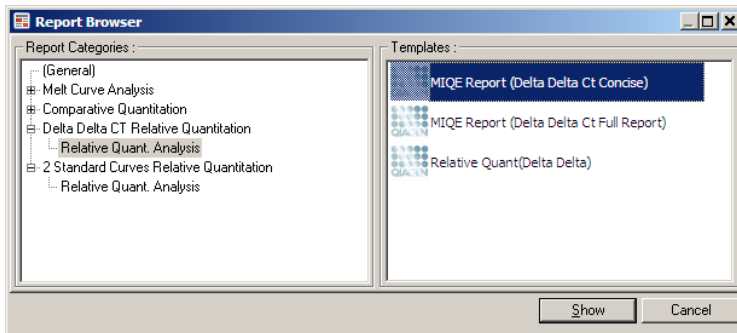 Report Browser
Report Categories :
(General)
Melt Curve Analysis
Comparative Quantitation
Delta Delta CT Relative Quantitation
Relative Quant. Analysis
2 Standard Curves Relative Quantitation
Relative Quant. Analysis
Templates :
MIQE Report (Delta Delta Ct Concise)
MIQE Report (Delta Delta Ct Full Report)
Relative Quant(Delta Delta)
Show
Cancel